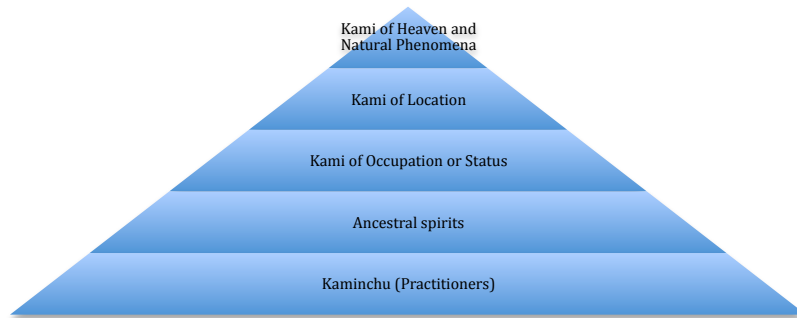 Kami of Heaven and
Natural Phenomena
Kami of Location
Kami of Occupation or Status
Ancestral spirits
Kaminchu (Practitioners)